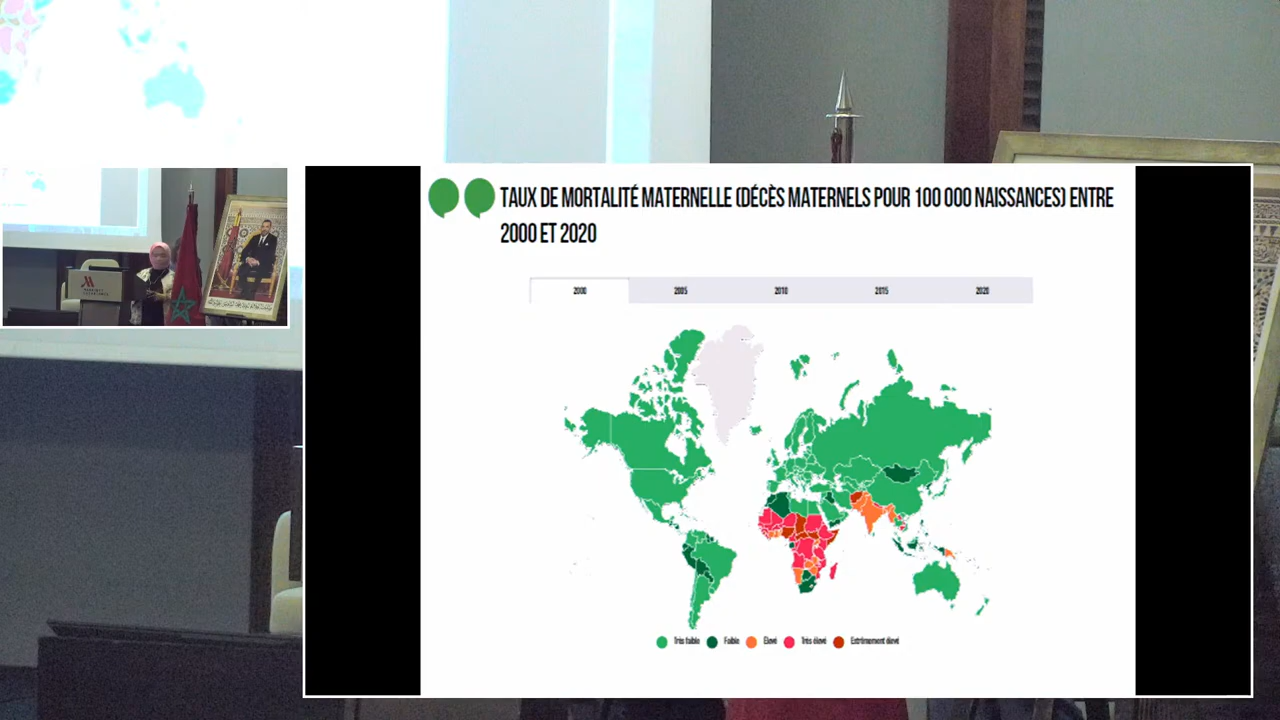 TAUX DE MORTALITÉ MATERNELLE (DÉCÈS MATERNELS POUR 100 000 NAISSANCES) ENTRE
2000 ET 2020
2000 2005 2010 2015 2020
Très faible Faible Élevé Très élevé Extrêmement élevé